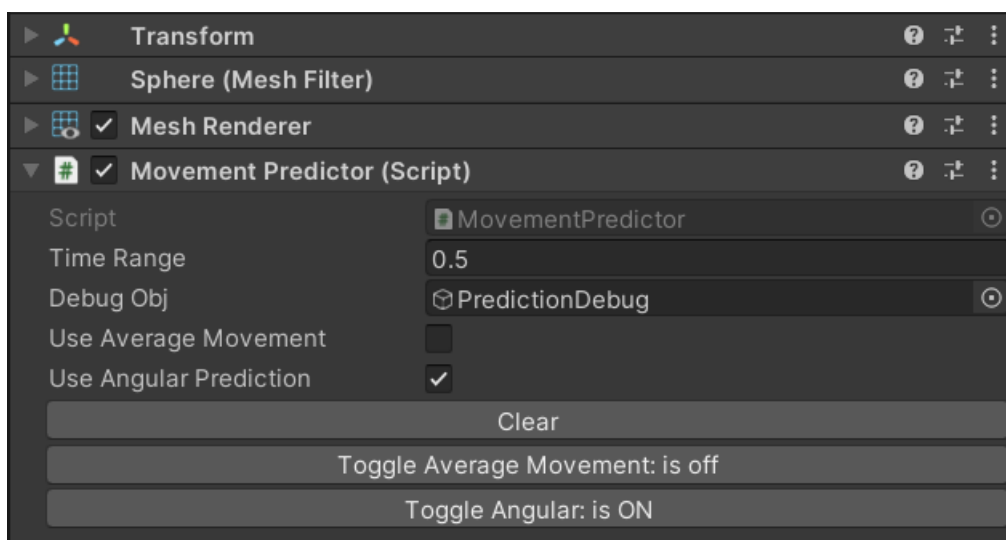 Transform
Sphere (Mesh Filter)
Mesh Renderer
# Movement Predictor (Script)
Script # MovementPredictor
Time Range 0.5
Debug Obj PredictionDebug
Use Average Movement
Use Angular Prediction
Clear
Toggle Average Movement: is off
Toggle Angular: is ON